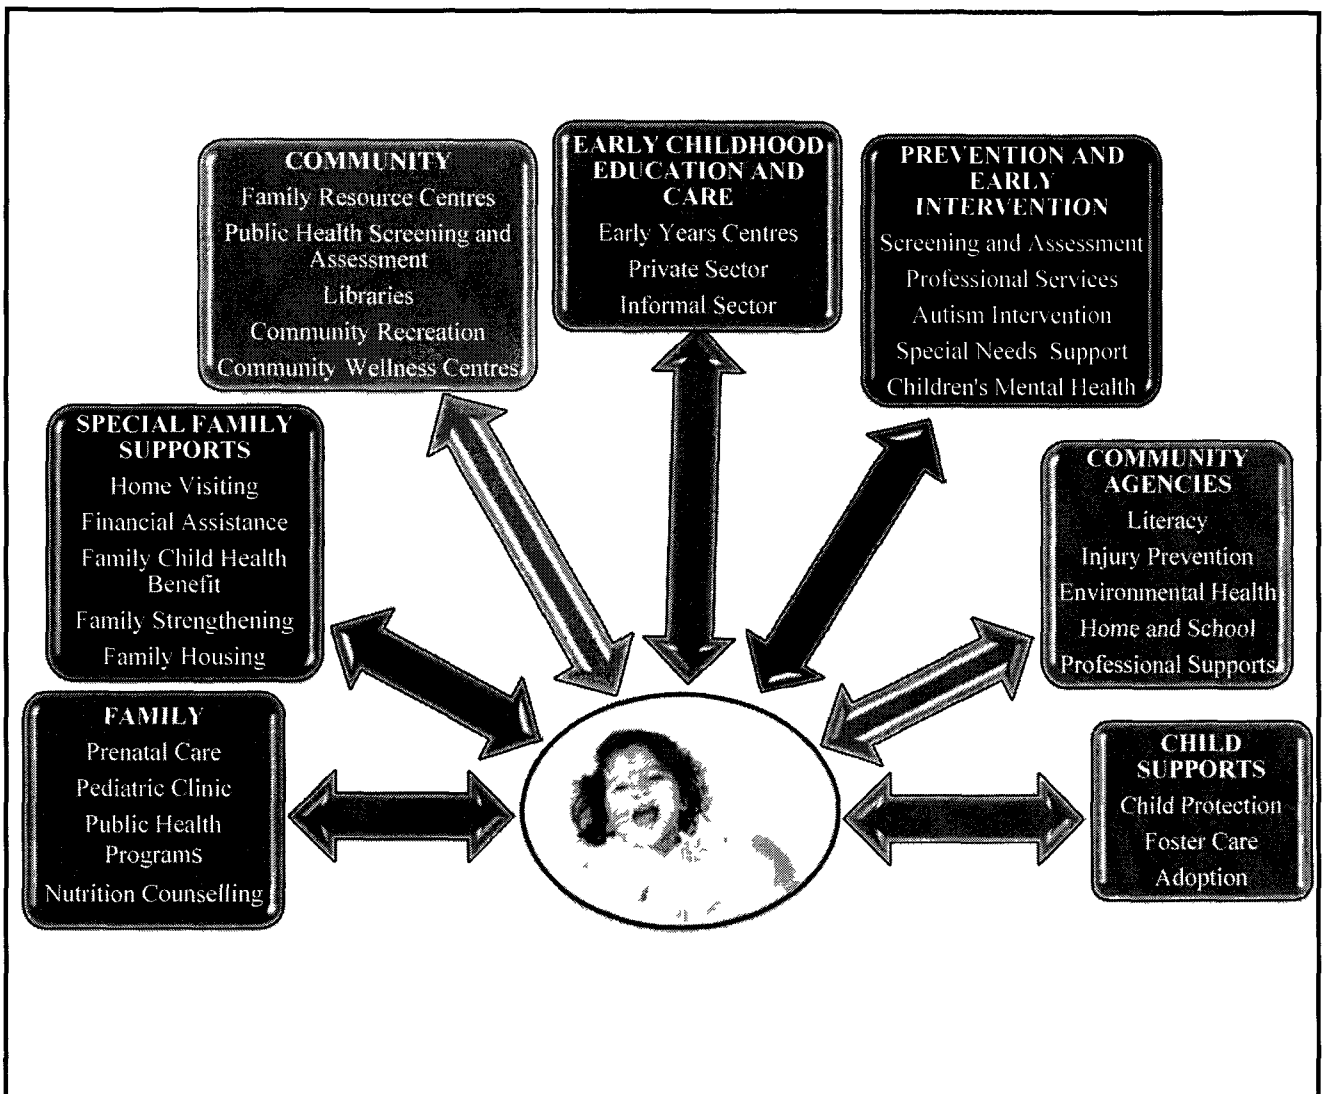 COMMUNITY
Family Resource Centres
Public Health Screening and
Assessment
Libraries
Community Recreation
Community Wellness Centres
EARLY CHILDHOOD
EDUCATION AND
CARE
Early Years Centres
Private Sector
Informal Sector
PREVENTION AND
EARLY
INTERVENTION
Screening and Assessment
Professional Services
Autism Intervention
Special Needs Support
Children's Mental Health
SPECIAL FAMILY
SUPPORTS
Home Visiting
Financial Assistance
Family Child Health
Benefit
Family Strengthening
Family Housing
COMMUNITY
AGENCIES
Literacy
Injury Prevention
Environmental Health
Home and School
Professional Supports
FAMILY
Prenatal Care
Pediatric Clinic
Public Health
Programs
Nutrition Counselling
CHILD
SUPPORTS
Child Protection
Foster Care
Adoption